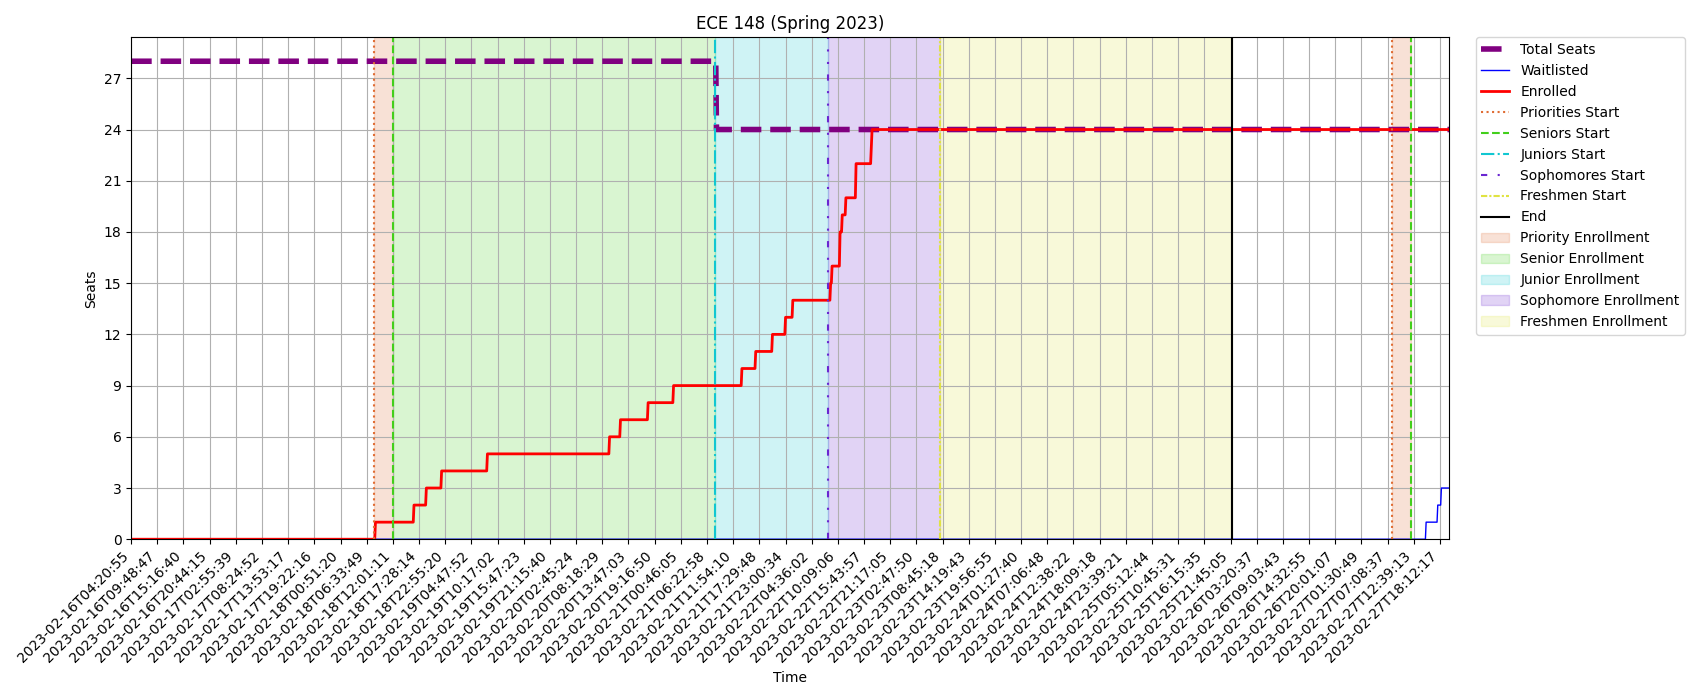 ECE 148 (Spring 2023)
Seats
27
24
21
18
15
12
9
6
3
0
2023-02-16T04:20:55
2023-02-16T09:48:47
2023-02-16T15:16:40
2023-02-16T20:44:15
2023-02-17T02:55:39
2023-02-17T08:24:52
2023-02-17T13:53:17
2023-02-17T19:22:16
2023-02-18T00:51:20
2023-02-18T06:33:49
2023-02-18T12:01:11
2023-02-18T17:28:14
2023-02-18T22:55:20
2023-02-19T04:47:52
2023-02-19T10:17:02
2023-02-19T15:47:23
2023-02-19T21:15:40
2023-02-20T02:45:24
2023-02-20T08:18:29
2023-02-20T13:47:03
2023-02-20T19:16:50
2023-02-21T00:46:05
2023-02-21T06:22:58
2023-02-21T11:54:10
2023-02-21T17:29:48
2023-02-21T23:00:34
2023-02-22T04:36:02
2023-02-22T10:09:06
2023-02-22T15:43:57
2023-02-22T21:17:05
2023-02-23T02:47:50
2023-02-23T08:45:18
2023-02-23T14:19:43
2023-02-23T19:56:55
2023-02-24T01:27:40
2023-02-24T07:06:48
2023-02-24T12:38:22
2023-02-24T18:09:18
2023-02-24T23:39:21
2023-02-25T05:12:44
2023-02-25T10:45:31
2023-02-25T16:15:35
2023-02-25T21:45:05
2023-02-26T03:20:37
2023-02-26T09:03:43
2023-02-26T14:32:55
2023-02-26T20:01:07
2023-02-27T01:30:49
2023-02-27T07:08:37
2023-02-27T12:39:13
2023-02-27T18:12:17
Time
Total Seats
Waitlisted
Enrolled
Priorities Start
Seniors Start
Juniors Start
Sophomores Start
Freshmen Start
End
Priority Enrollment
Senior Enrollment
Junior Enrollment
Sophomore Enrollment
Freshmen Enrollment